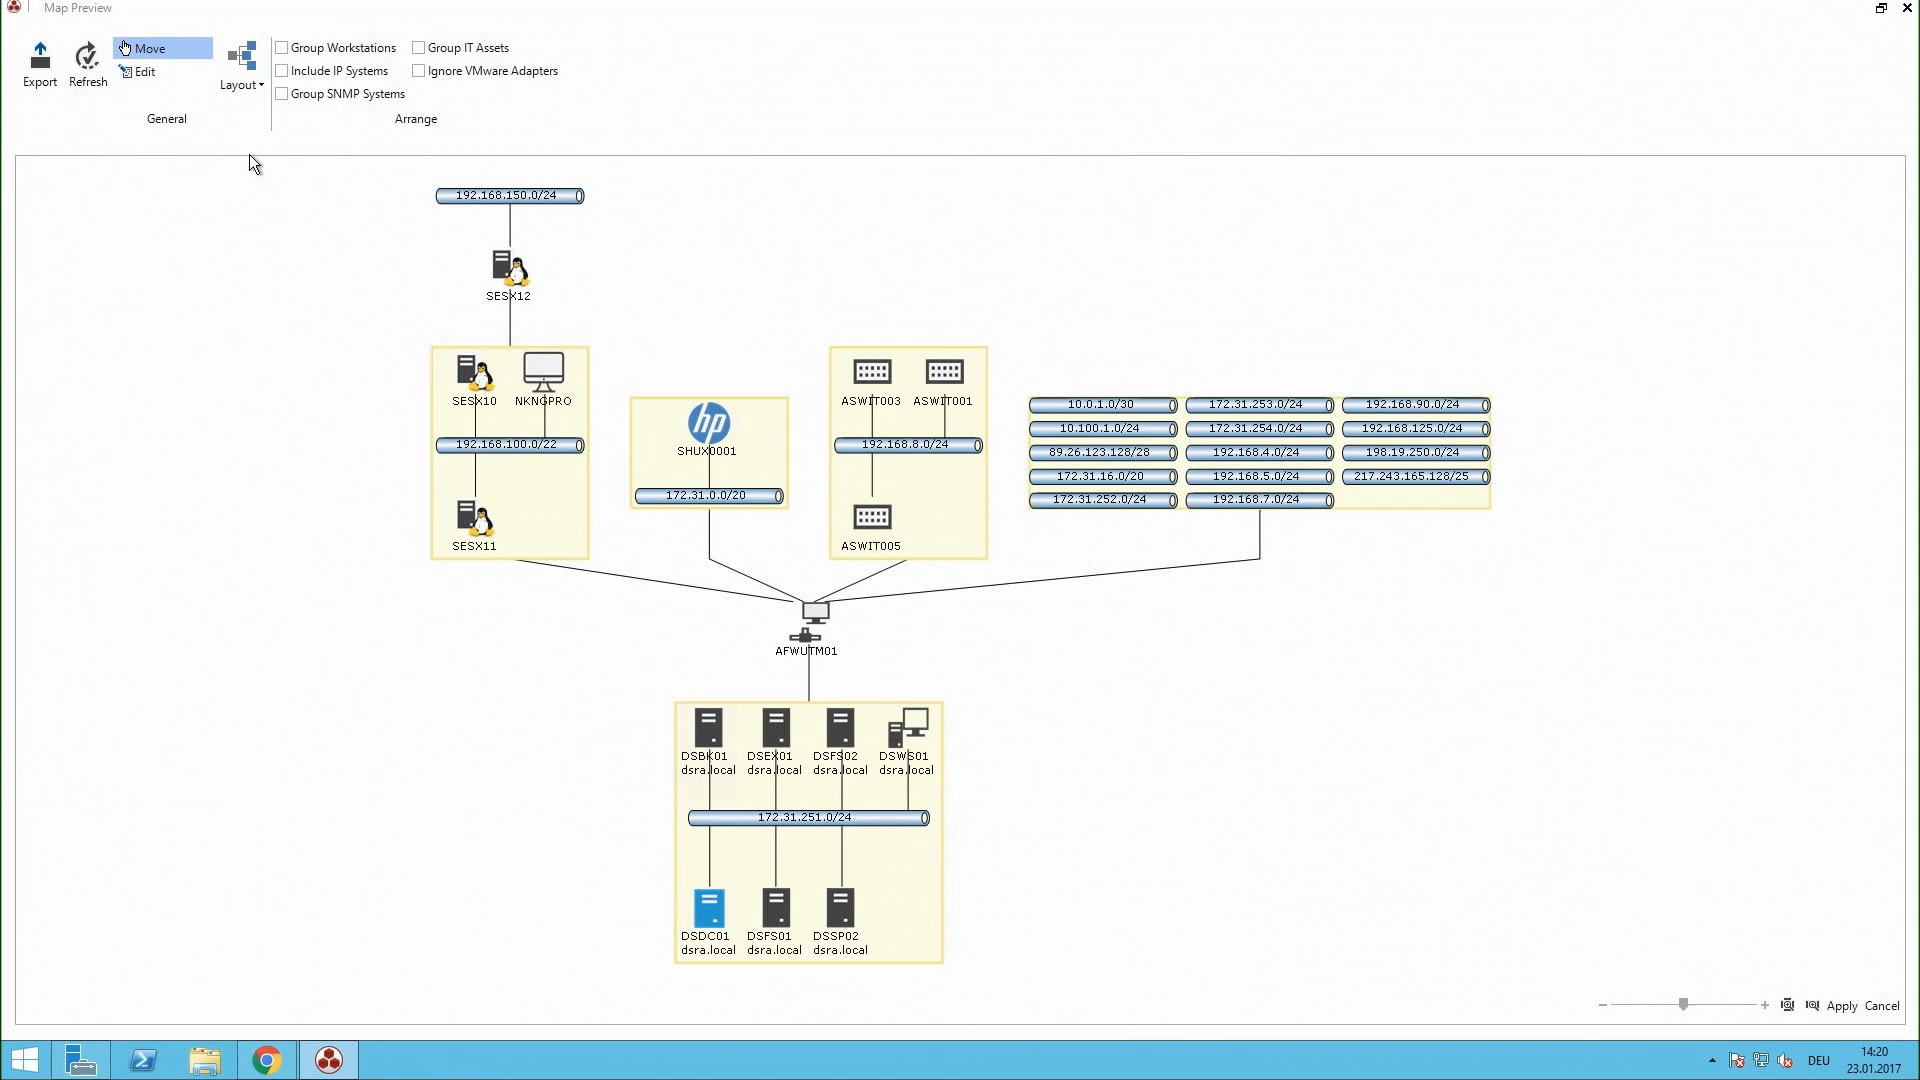 Map Preview
Export
Refresh
Move
Edit
Layout
General
Group Workstations
Group IT Assets
Include IP Systems
Ignore VMware Adapters
Group SNMP Systems
Arrange
192.168.150.0/24
SESX12
SESX10
NKNGPRO
192.168.100.0/22
SESX11
hp
SHUX0001
172.31.0.0/20
ASWIT003
ASWIT001
192.168.8.0/24
ASWIT005
10.0.1.0/30
172.31.253.0/24
192.168.90.0/24
10.100.1.0/24
172.31.254.0/24
192.168.125.0/24
89.26.123.128/28
192.168.4.0/24
198.19.250.0/24
172.31.16.0/20
192.168.5.0/24
217.243.165.128/25
172.31.252.0/24
192.168.7.0/24
AFWUTM01
DSBK01
dsra.local
DSEX01
dsra.local
DSFS02
dsra.local
DSWS01
dsra.local
172.31.251.0/24
DSDC01
dsra.local
DSFS01
dsra.local
DSSP02
dsra.local
Apply
Cancel
DEU
14:20
23.01.2017